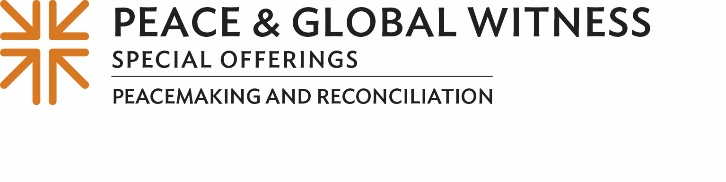 PEACE & GLOBAL WITNESS
SPECIAL OFFERINGS
PEACEMAKING AND RECONCILIATION